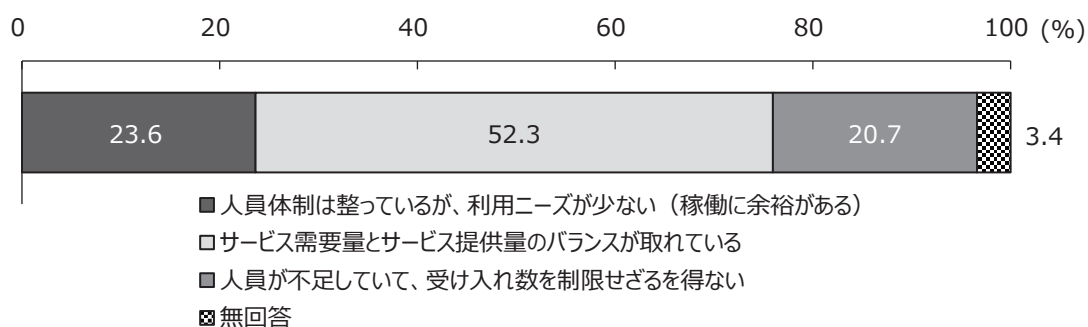 0 20 40 60 80 100 (%)
23.6 52.3 20.7 3.4
■人員体制は整っているが、利用ニーズが少ない（稼働に余裕がある）
□サービス需要量とサービス提供量のバランスが取れている
■人員が不足していて、受け入れ数を制限せざるを得ない
無回答